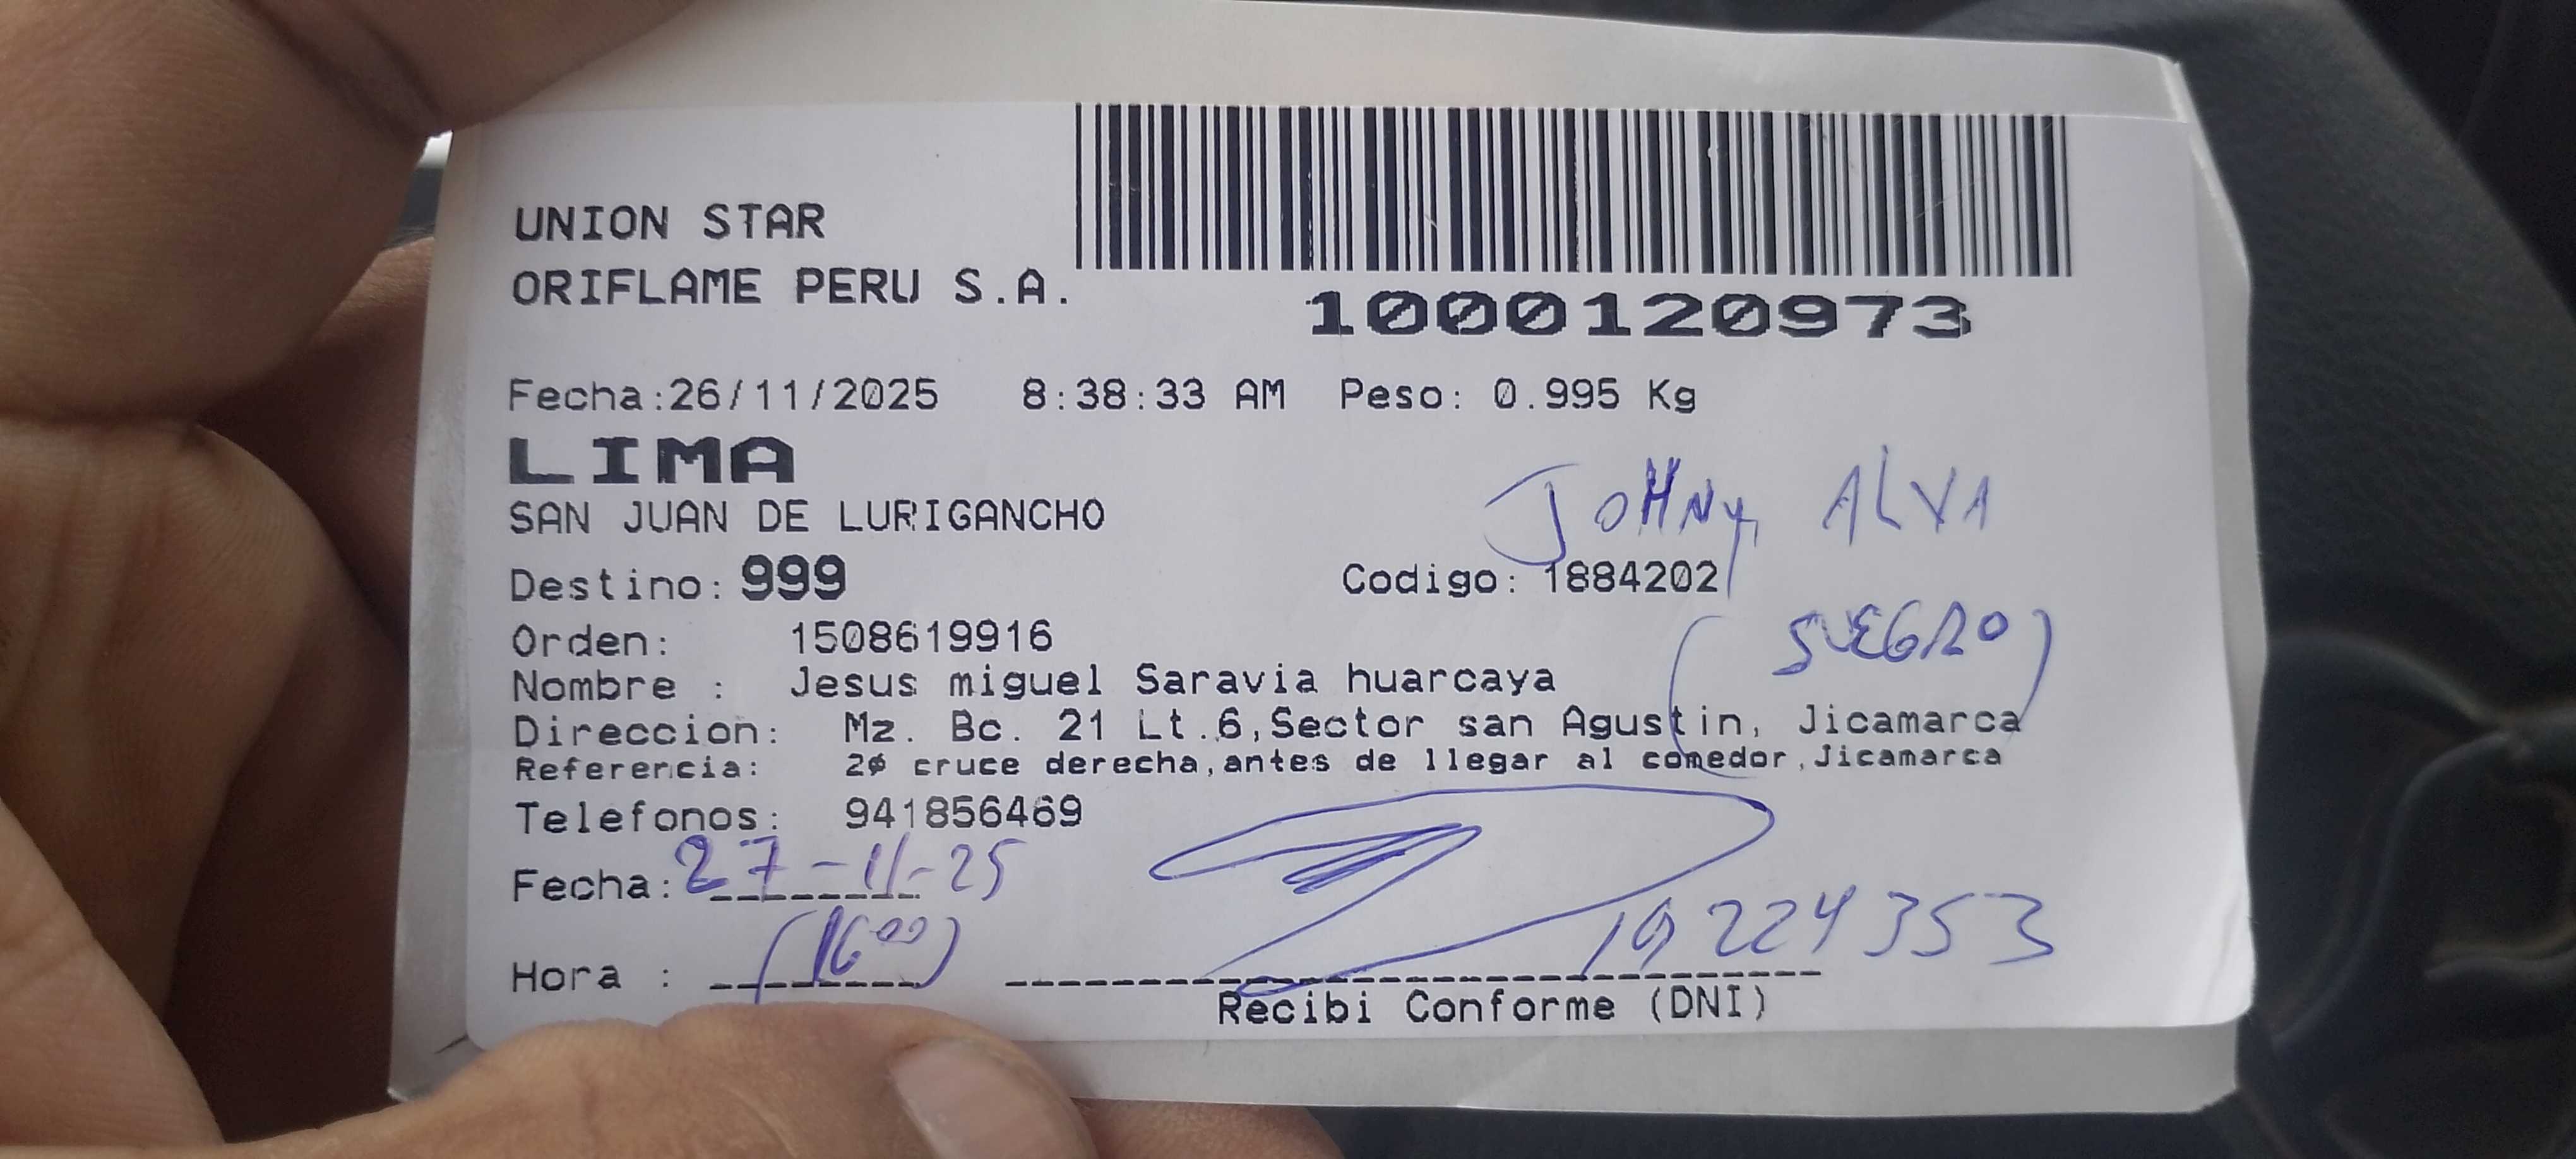 UNION STAR
ORIFLAME PERU S.A.
1000120973
Fecha:26/11/2025 8:38:33 AM Peso: 0.995 Kg
LIMA
SAN JUAN DE LURIGANCHO
JOHNY ALVA
Destino: 999 Codigo: 1884202
(SUEGRO)
Orden: 1508619916
Nombre : Jesus miguel Saravia huarcaya
Direccion: Mz. Bc. 21 Lt.6,Sector san Agustin, Jicamarca
Referencia: 2º cruce derecha,antes de llegar al comedor,Jicamarca
Telefonos: 941856469
Fecha: 27-11-25
Hora : (16°°) 19224353
Recibi Conforme (DNI)